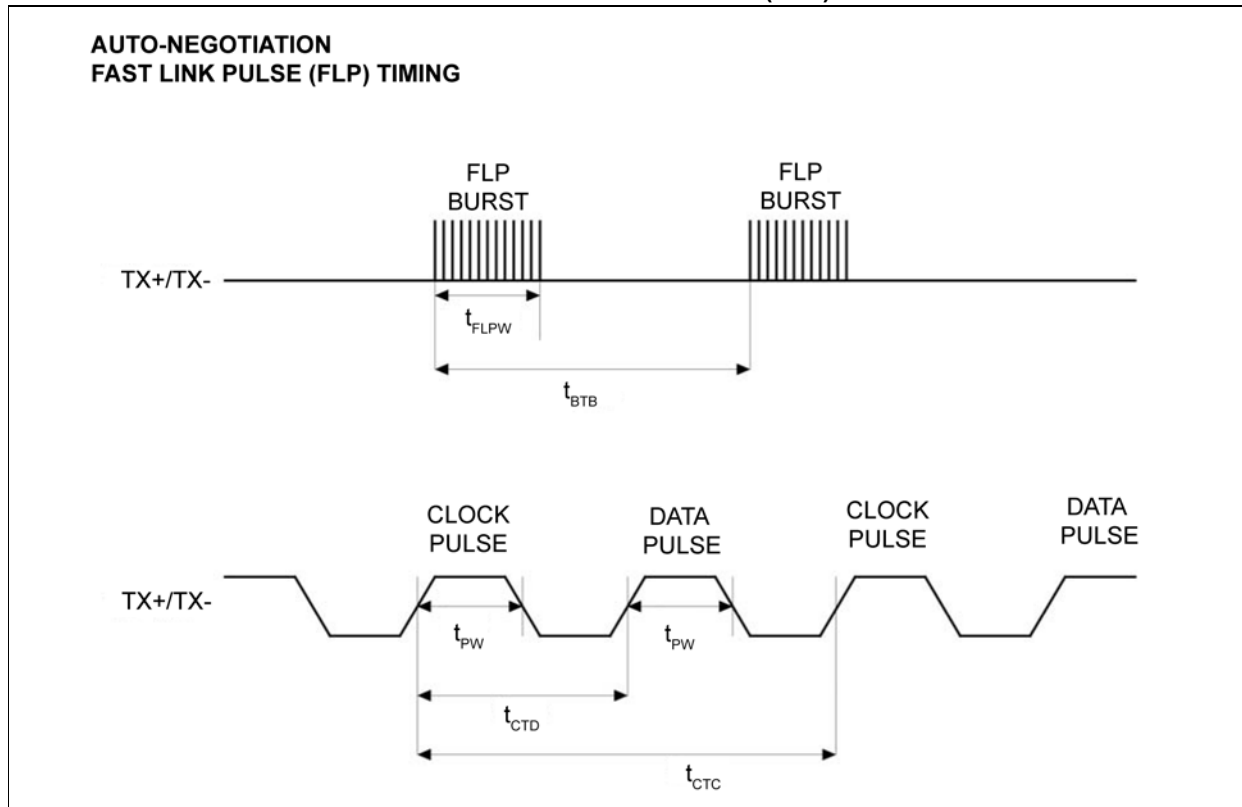 AUTO-NEGOTIATION
FAST LINK PULSE (FLP) TIMING
FLP
BURST
FLP
BURST
TX+/TX-
tFLPW
tBTB
CLOCK
PULSE
DATA
PULSE
CLOCK
PULSE
DATA
PULSE
TX+/TX-
tPW
tPW
tCTD
tCTC